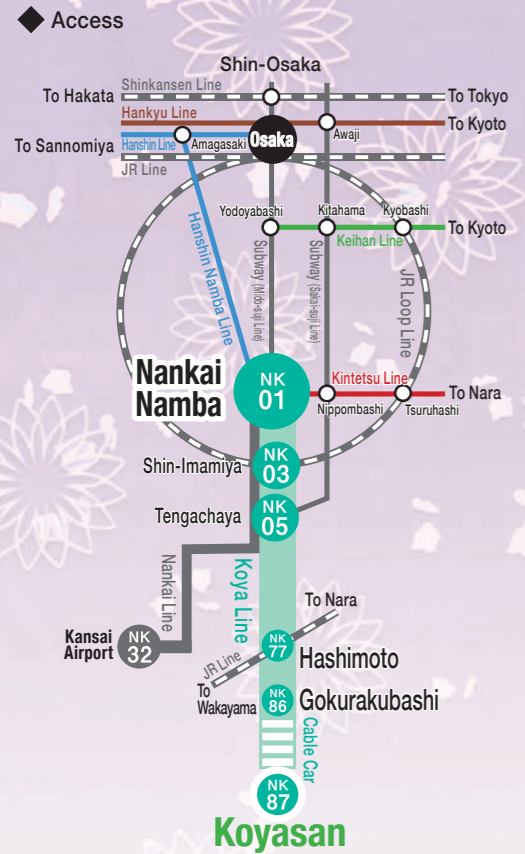 ◆ Access
Shin-Osaka
Shinkansen Line
To Hakata
To Tokyo
Hankyu Line
To Kyoto
To Sannomiya
Hanshin Line
Amagasaki
Osaka
Awaji
JR Line
Yodoyabashi
Kitahama
Kyobashi
To Kyoto
Keihan Line
Hanshin Namba Line
Subway (Mido-suji Line)
Subway (Sakai-suji Line)
JR Loop Line
Nankai
Namba
NK
01
Kintetsu Line
To Nara
Nippombashi
Tsuruhashi
Shin-Imamiya
NK
03
Tengachaya
NK
05
Nankai Line
Koya Line
To Nara
Kansai
Airport
NK
32
JR Line
NK
77
Hashimoto
To
Wakayama
NK
86
Gokurakubashi
Cable Car
NK
87
Koyasan